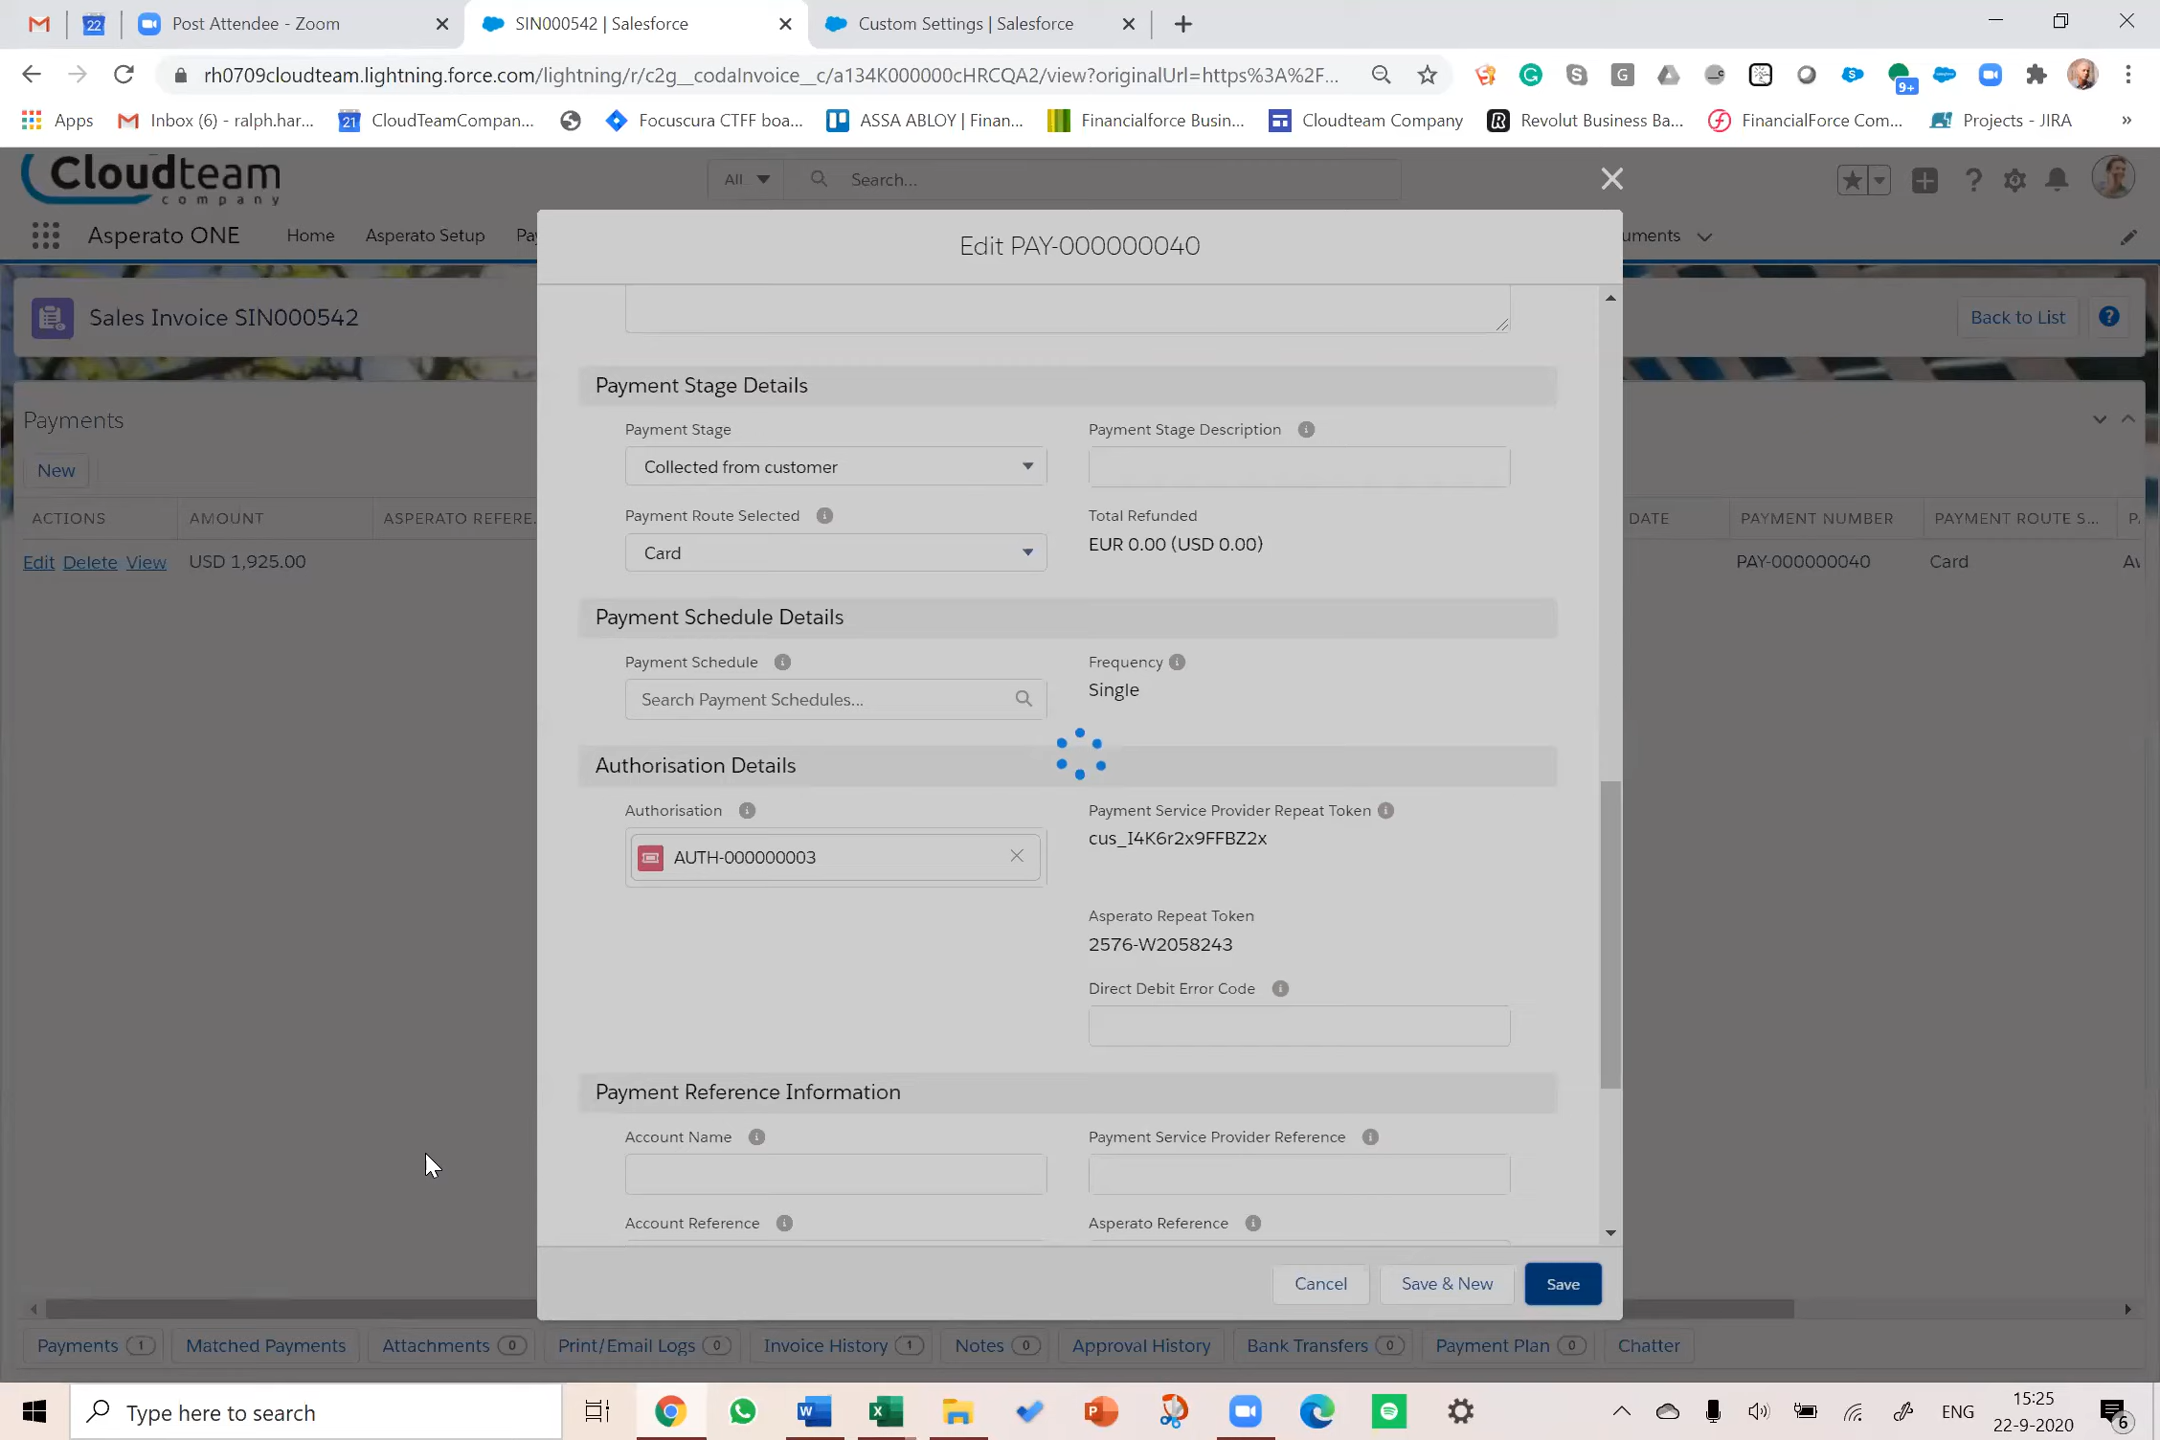 Post Attendee - Zoom
SIN000542 | Salesforce
Custom Settings | Salesforce
rh0709cloudteam.lightning.force.com/lightning/r/c2g__codaInvoice__c/a134K000000cHRCQA2/view?originalUrl=https%3A%2F...
Apps
Inbox (6) - ralph.har...
CloudTeamCompan...
Focuscura CTFF boa...
ASSA ABLOY | Finan...
Financialforce Busin...
Cloudteam Company
Revolut Business Ba...
FinancialForce Com...
Projects - JIRA
»
Cloudteam
company
All
Search...
Asperato ONE
Home
Asperato Setup
uments
Edit PAY-000000040
Sales Invoice SIN000542
Back to List
Payments
New
ACTIONS
AMOUNT
ASPERATO REFERE...
DATE
PAYMENT NUMBER
PAYMENT ROUTE S...
Edit
Delete
View
USD 1,925.00
PAY-000000040
Card
Payment Stage Details
Payment Stage
Payment Stage Description
Collected from customer
Payment Route Selected
Total Refunded
Card
EUR 0.00 (USD 0.00)
Payment Schedule Details
Payment Schedule
Frequency
Search Payment Schedules...
Single
Authorisation Details
Authorisation
Payment Service Provider Repeat Token
AUTH-000000003
cus_I4K6r2x9FFBZ2x
Asperato Repeat Token
2576-W2058243
Direct Debit Error Code
Payment Reference Information
Account Name
Payment Service Provider Reference
Account Reference
Asperato Reference
Cancel
Save & New
Save
Payments 1
Matched Payments
Attachments 0
Print/Email Logs 0
Invoice History 1
Notes 0
Approval History
Bank Transfers 0
Payment Plan 0
Chatter
Type here to search
ENG
15:25
22-9-2020
6